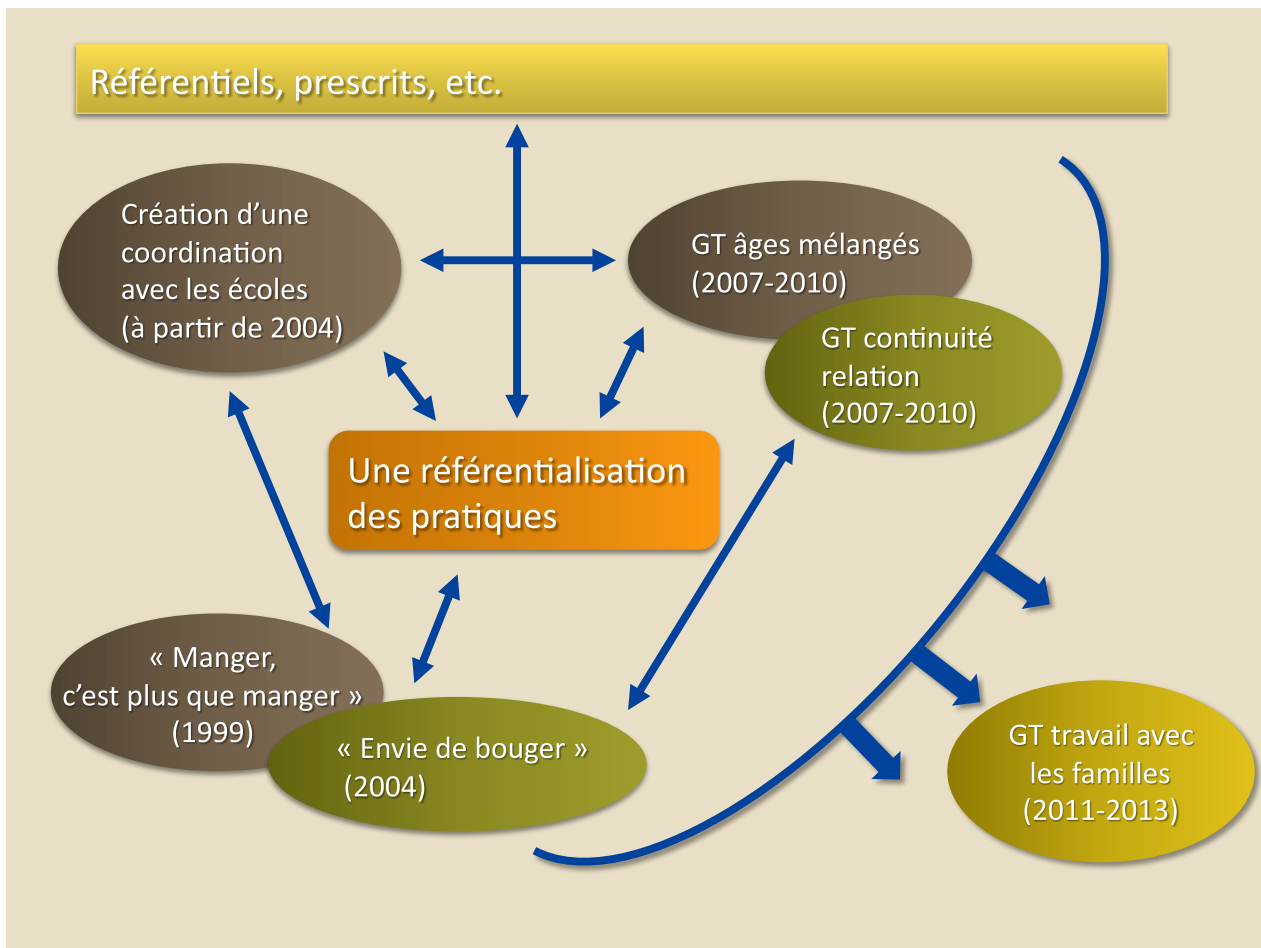 Référentiels, prescrits, etc.
Création d’une
coordination
avec les écoles
(à partir de 2004)
GT âges mélangés
(2007-2010)
GT continuité
relation
(2007-2010)
Une référentialisation
des pratiques
« Manger,
c’est plus que manger »
(1999)
« Envie de bouger »
(2004)
GT travail avec
les familles
(2011-2013)